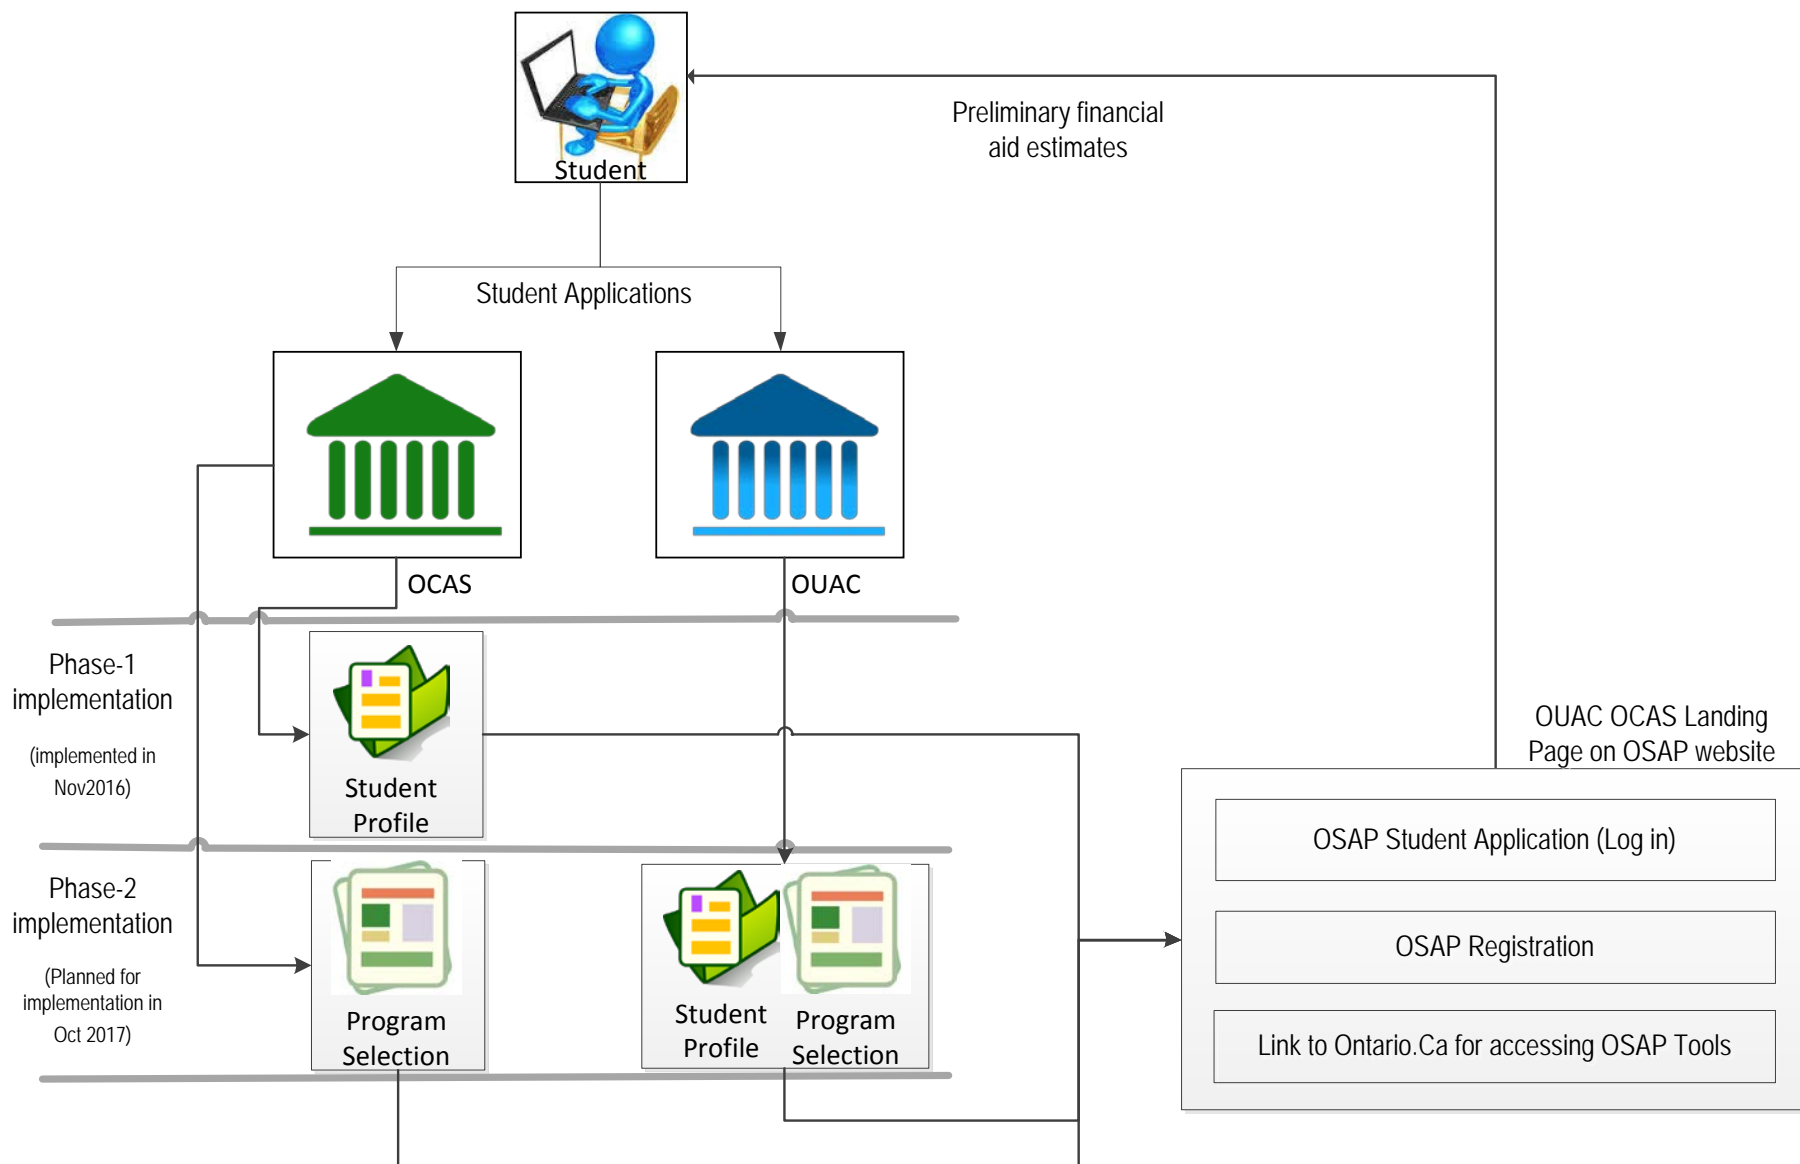 Student
Preliminary financial
aid estimates
Student Applications
OCAS
OUAC
Phase-1
implementation
(implemented in
Nov2016)
Student
Profile
OUAC OCAS Landing
Page on OSAP website
OSAP Student Application (Log in)
OSAP Registration
Link to Ontario.Ca for accessing OSAP Tools
Phase-2
implementation
(Planned for
implementation in
Oct 2017)
Program
Selection
Student
Profile
Program
Selection